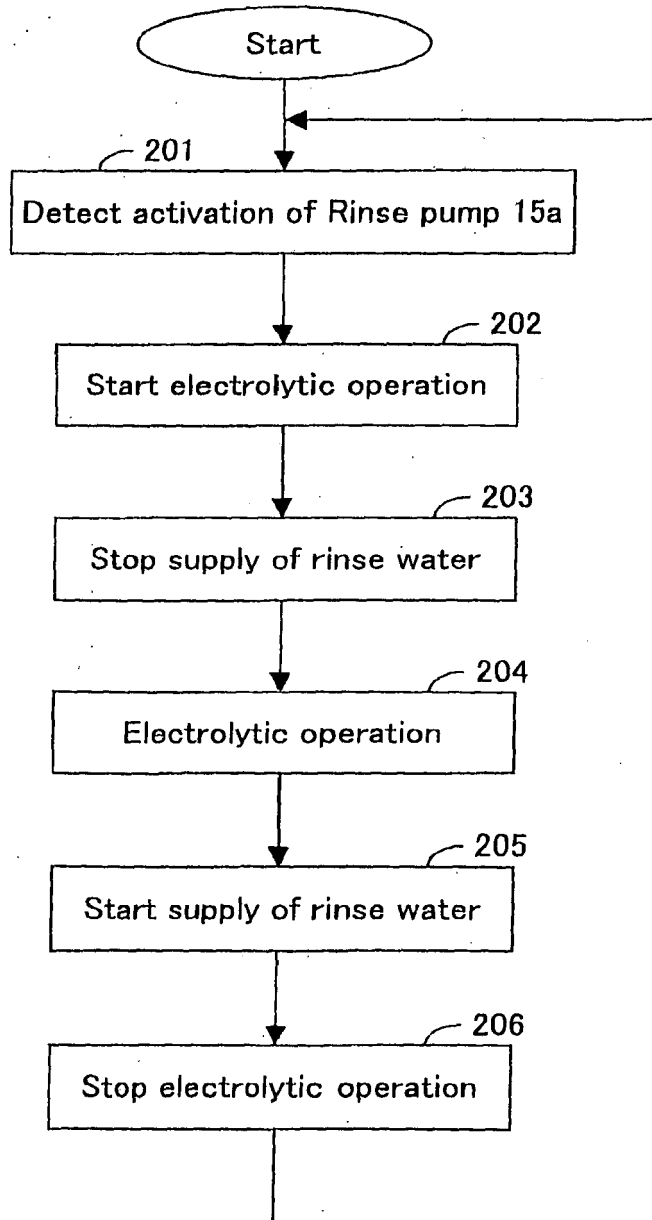 Start
201
Detect activation of Rinse pump 15a
202
Start electrolytic operation
203
Stop supply of rinse water
204
Electrolytic operation
205
Start supply of rinse water
206
Stop electrolytic operation